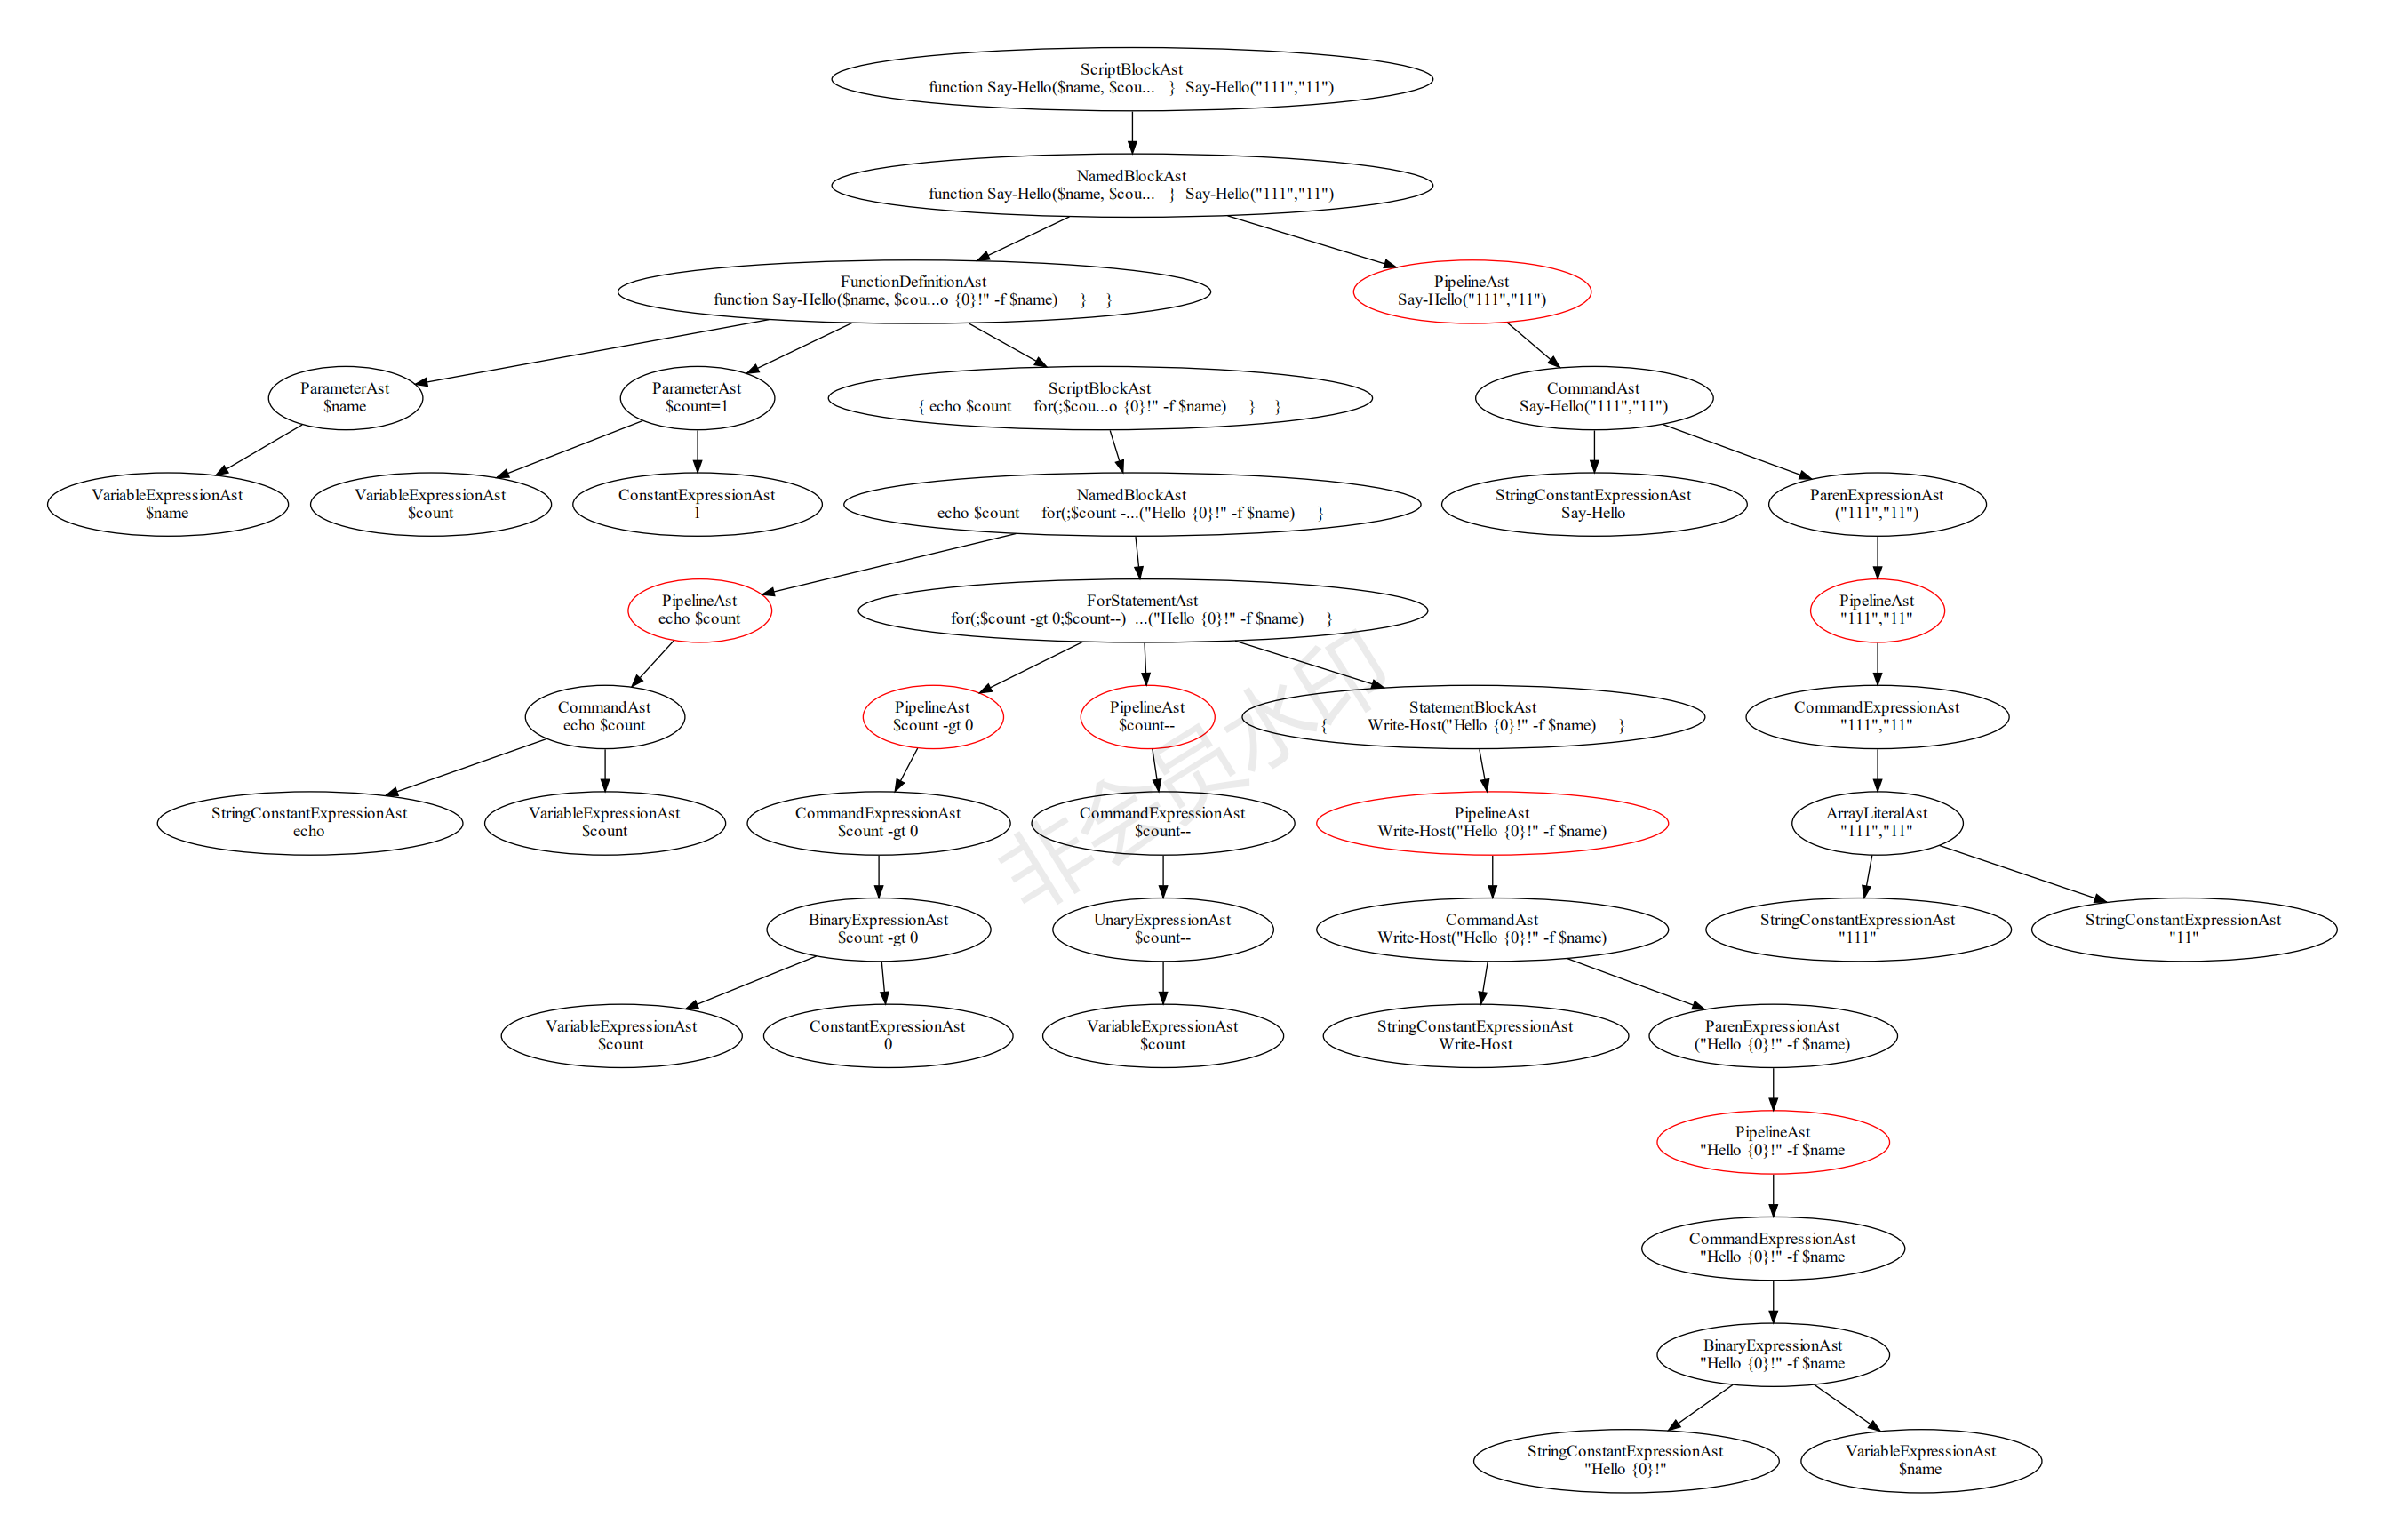 ScriptBlockAst
function Say-Hello($name, $cou... } Say-Hello("111","11")
NamedBlockAst
function Say-Hello($name, $cou... } Say-Hello("111","11")
FunctionDefinitionAst
function Say-Hello($name, $cou...o {0}!" -f $name) } }
PipelineAst
Say-Hello("111","11")
ParameterAst
$name
ParameterAst
$count=1
ScriptBlockAst
{ echo $count for(;$cou...o {0}!" -f $name) } }
CommandAst
Say-Hello("111","11")
VariableExpressionAst
$name
VariableExpressionAst
$count
ConstantExpressionAst
1
NamedBlockAst
echo $count for(;$count -...("Hello {0}!" -f $name) }
StringConstantExpressionAst
Say-Hello
ParenExpressionAst
("111","11")
PipelineAst
echo $count
ForStatementAst
for(;$count -gt 0;$count--) ...("Hello {0}!" -f $name) }
PipelineAst
"111","11"
CommandAst
echo $count
PipelineAst
$count -gt 0
PipelineAst
$count--
StatementBlockAst
{ Write-Host("Hello {0}!" -f $name) }
CommandExpressionAst
"111","11"
StringConstantExpressionAst
echo
VariableExpressionAst
$count
CommandExpressionAst
$count -gt 0
CommandExpressionAst
$count--
PipelineAst
Write-Host("Hello {0}!" -f $name)
ArrayLiteralAst
"111","11"
非会员水印
BinaryExpressionAst
$count -gt 0
UnaryExpressionAst
$count--
CommandAst
Write-Host("Hello {0}!" -f $name)
StringConstantExpressionAst
"111"
StringConstantExpressionAst
"11"
VariableExpressionAst
$count
ConstantExpressionAst
0
VariableExpressionAst
$count
StringConstantExpressionAst
Write-Host
ParenExpressionAst
("Hello {0}!" -f $name)
PipelineAst
"Hello {0}!" -f $name
CommandExpressionAst
"Hello {0}!" -f $name
BinaryExpressionAst
"Hello {0}!" -f $name
StringConstantExpressionAst
"Hello {0}!"
VariableExpressionAst
$name